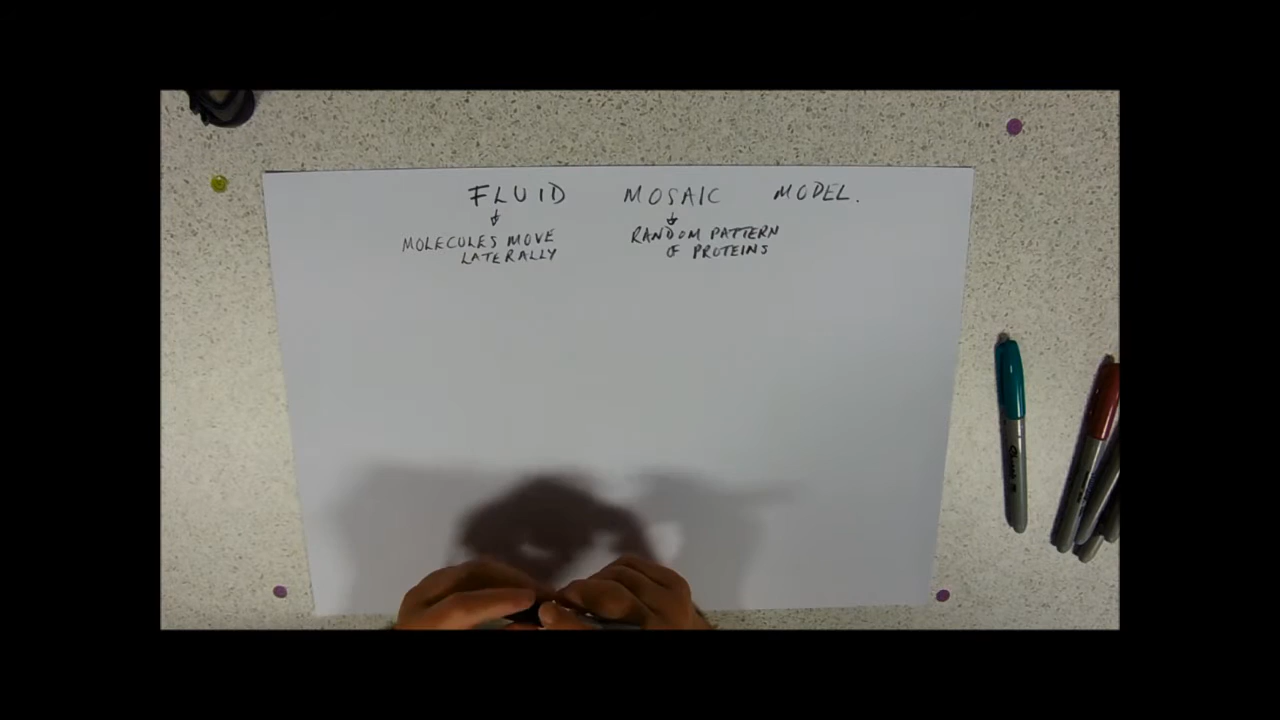 FLUID MOSAIC MODEL.
MOLECULES MOVE
LATERALLY
RANDOM PATTERN
OF PROTEINS